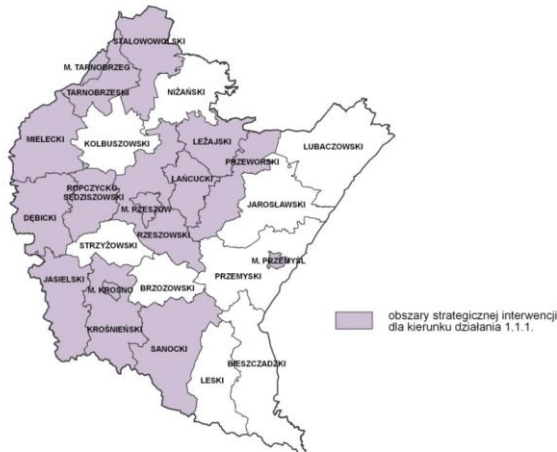 STALOWOWOLSKI
M. TARNOBRZEG
TARNOBRZESKI
NIŻAŃSKI
MIELECKI
KOLBUSZOWSKI
LEŻAJSKI
LUBACZOWSKI
PRZEWORSKI
ROPCZYCKO-
SĘDZISZOWSKI
ŁAŃCUCKI
M. RZESZÓW
JAROSŁAWSKI
DĘBICKI
RZESZOWSKI
STRZYŻOWSKI
M. PRZEMYŚL
PRZEMYSKI
JASIELSKI
M. KROSNO
BRZOZOWSKI
KROŚNIEŃSKI
SANOCKI
BIESZCZADZKI
LESKI
obszary strategicznej interwencji
dla kierunku działania 1.1.1.